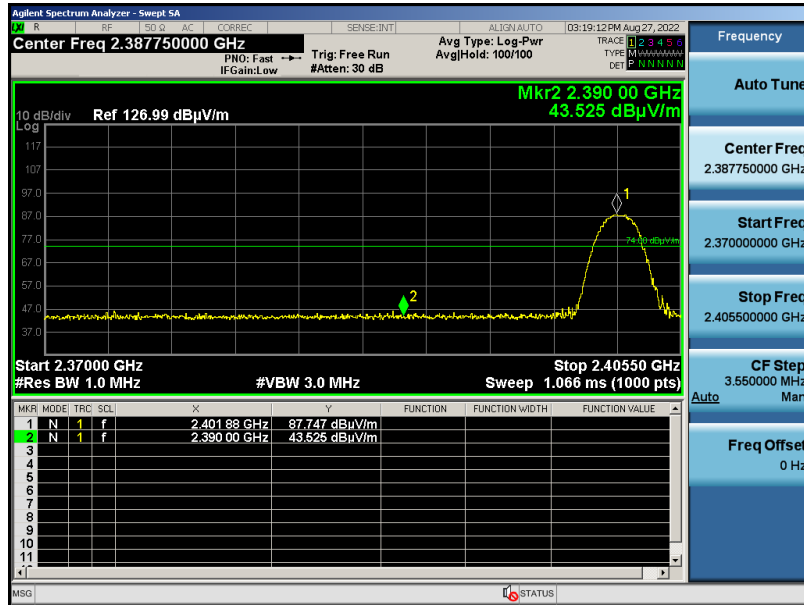 Agilent Spectrum Analyzer - Swept SA
LXI R RF 50 Ω AC CORREC SENSE:INT ALIGN AUTO 03:19:12 PM Aug 27, 2022
Center Freq 2.387750000 GHz
PNO: Fast
IFGain:Low
Trig: Free Run
#Atten: 30 dB
Avg Type: Log-Pwr
Avg|Hold: 100/100
TRACE 1 2 3 4 5 6
TYPE M
DET P N N N N N
Mkr2 2.390 00 GHz
43.525 dBµV/m
10 dB/div Ref 126.99 dBµV/m
Log
117
107
97.0
87.0
77.0
67.0
57.0
47.0
37.0
1
74.00 dBµV/m
2
Start 2.37000 GHz Stop 2.40550 GHz
#Res BW 1.0 MHz #VBW 3.0 MHz Sweep 1.066 ms (1000 pts)
MKR MODE TRC SCL X Y FUNCTION FUNCTION WIDTH FUNCTION VALUE
1 N 1 f 2.401 88 GHz 87.747 dBµV/m
2 N 1 f 2.390 00 GHz 43.525 dBµV/m
3
4
5
6
7
8
9
10
11
MSG STATUS
Frequency
Auto Tune
Center Freq
2.387750000 GHz
Start Freq
2.370000000 GHz
Stop Freq
2.405500000 GHz
CF Step
3.550000 MHz
Auto Man
Freq Offset
0 Hz